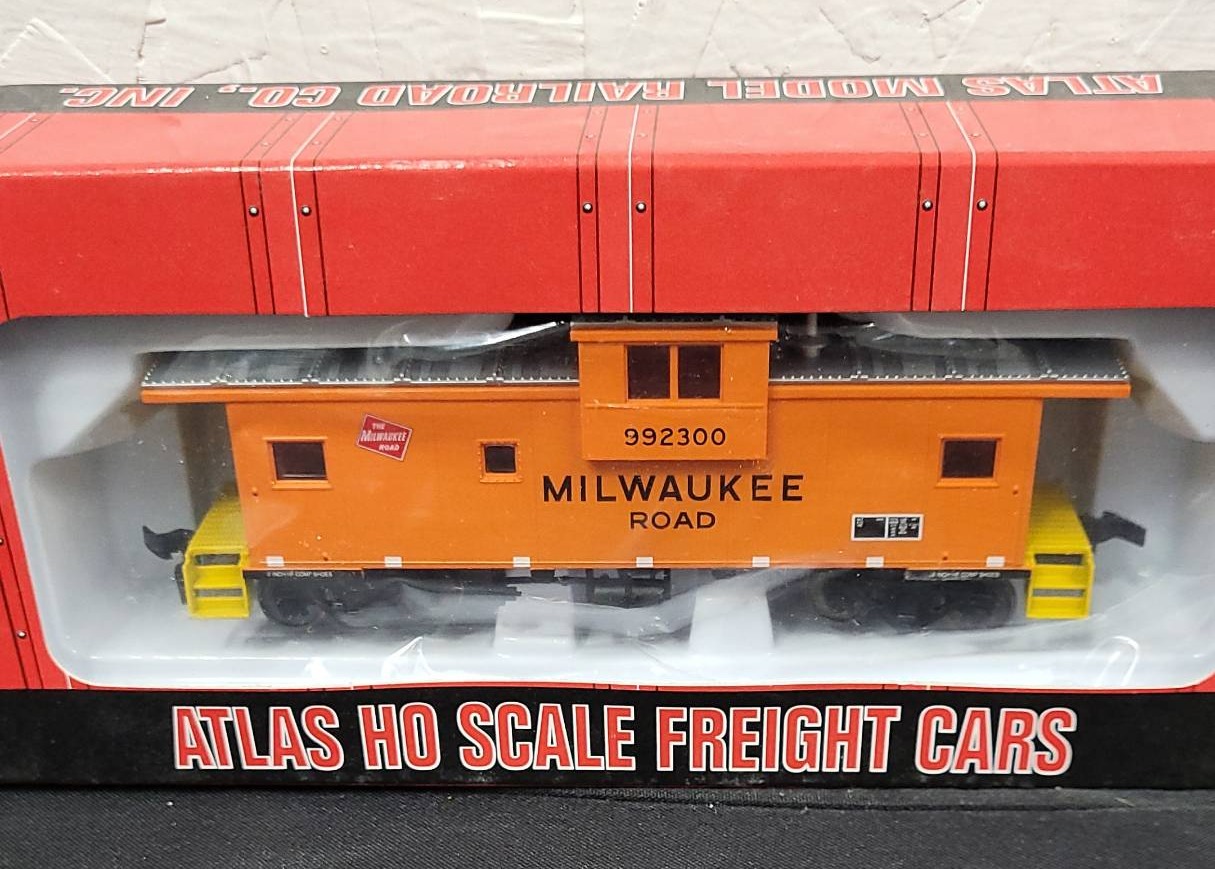 ATLAS MODEL RAILROAD CO., INC.
992300
THE
MILWAUKEE
ROAD
MILWAUKEE
ROAD
ATLAS HO SCALE FREIGHT CARS